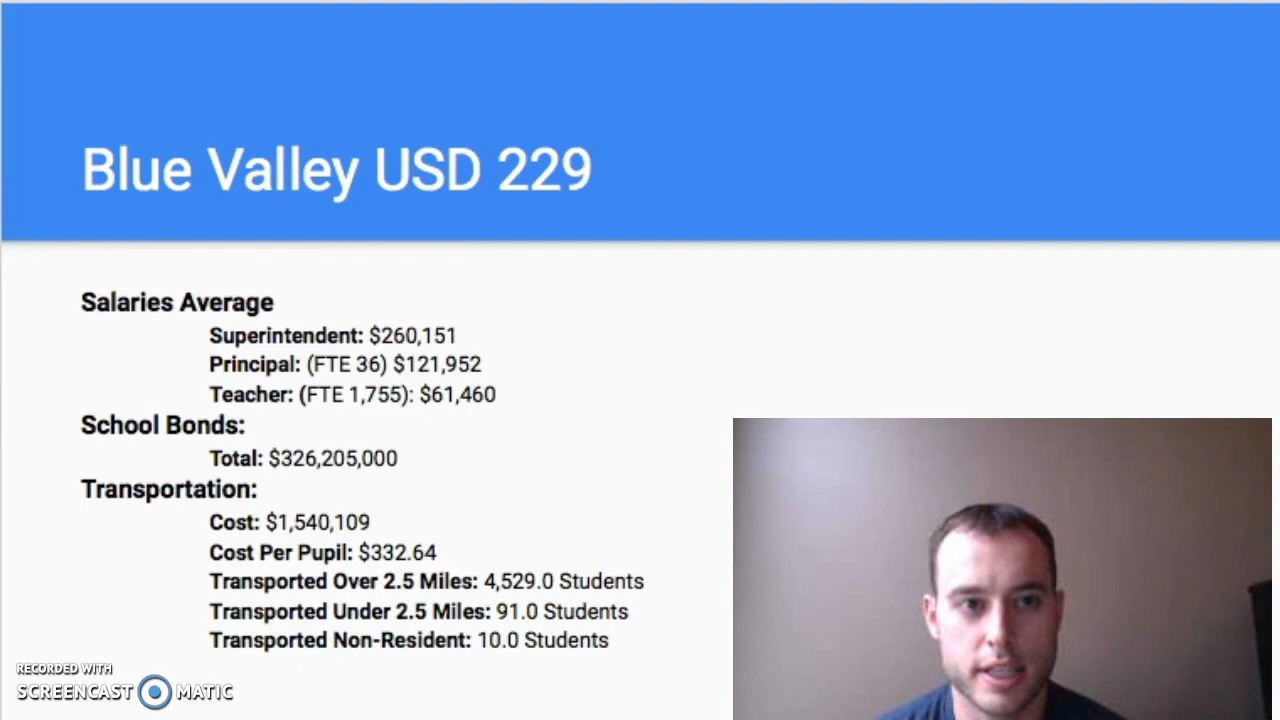 Blue Valley USD 229
Salaries Average
Superintendent: $260,151
Principal: (FTE 36) $121,952
Teacher: (FTE 1,755): $61,460
School Bonds:
Total: $326,205,000
Transportation:
Cost: $1,540,109
Cost Per Pupil: $332.64
Transported Over 2.5 Miles: 4,529.0 Students
Transported Under 2.5 Miles: 91.0 Students
Transported Non-Resident: 10.0 Students
RECORDED WITH
SCREENCAST MATIC